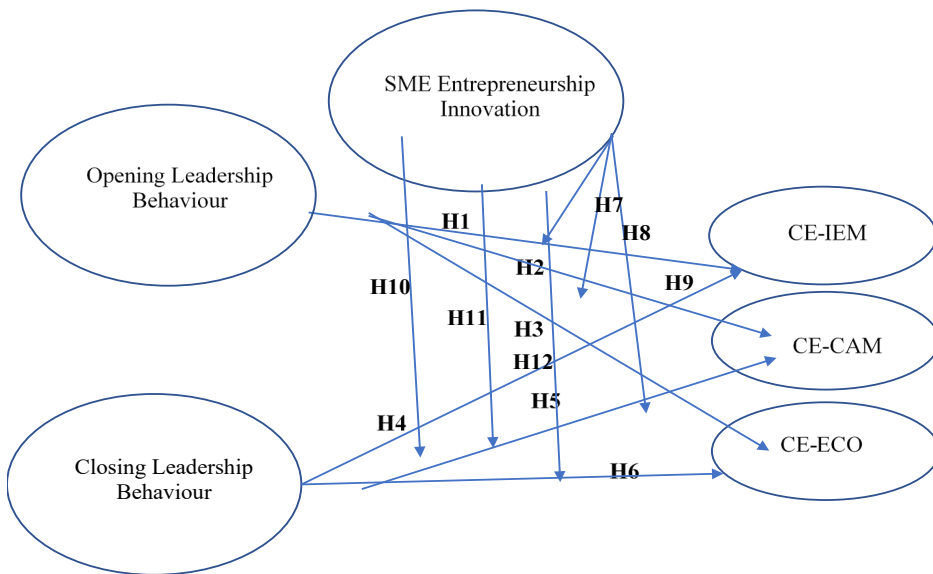 SME Entrepreneurship
Innovation
Opening Leadership
Behaviour
H7
H1
H8
CE-IEM
H2
H9
H10
H11
H3
CE-CAM
H12
H5
H4
CE-ECO
Closing Leadership
Behaviour
H6